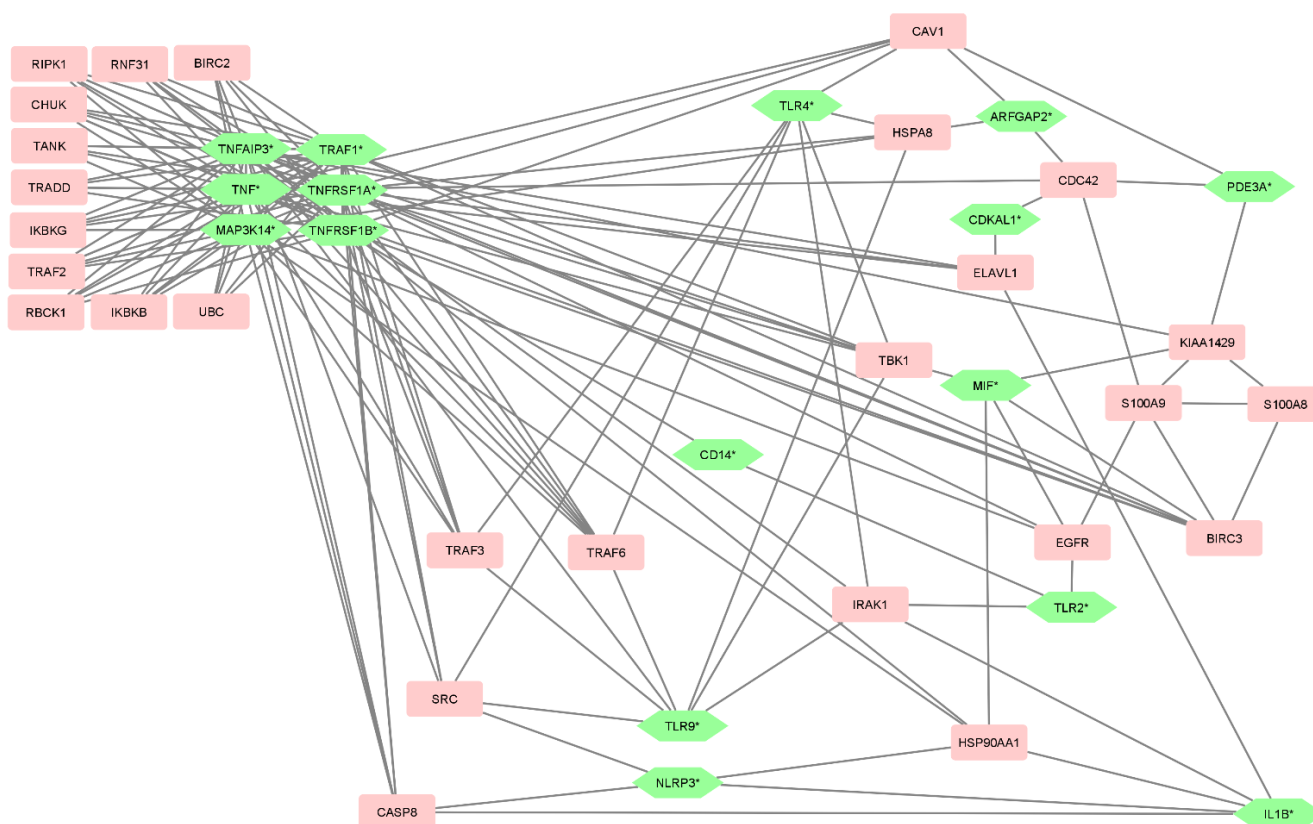 CAV1
RIPK1
RNF31
BIRC2
CHUK
TLR4*
ARFGAP2*
HSPA8
TANK
TNFAIP3*
TRAF1*
TRADD
TNF*
TNFRSF1A*
CDC42
PDE3A*
IKBKG
MAP3K14*
TNFRSF1B*
CDKAL1*
TRAF2
ELAVL1
RBCK1
IKBKB
UBC
KIAA1429
TBK1
MIF*
S100A9
S100A8
CD14*
TRAF3
TRAF6
EGFR
BIRC3
IRAK1
TLR2*
SRC
TLR9*
HSP90AA1
NLRP3*
CASP8
IL1B*